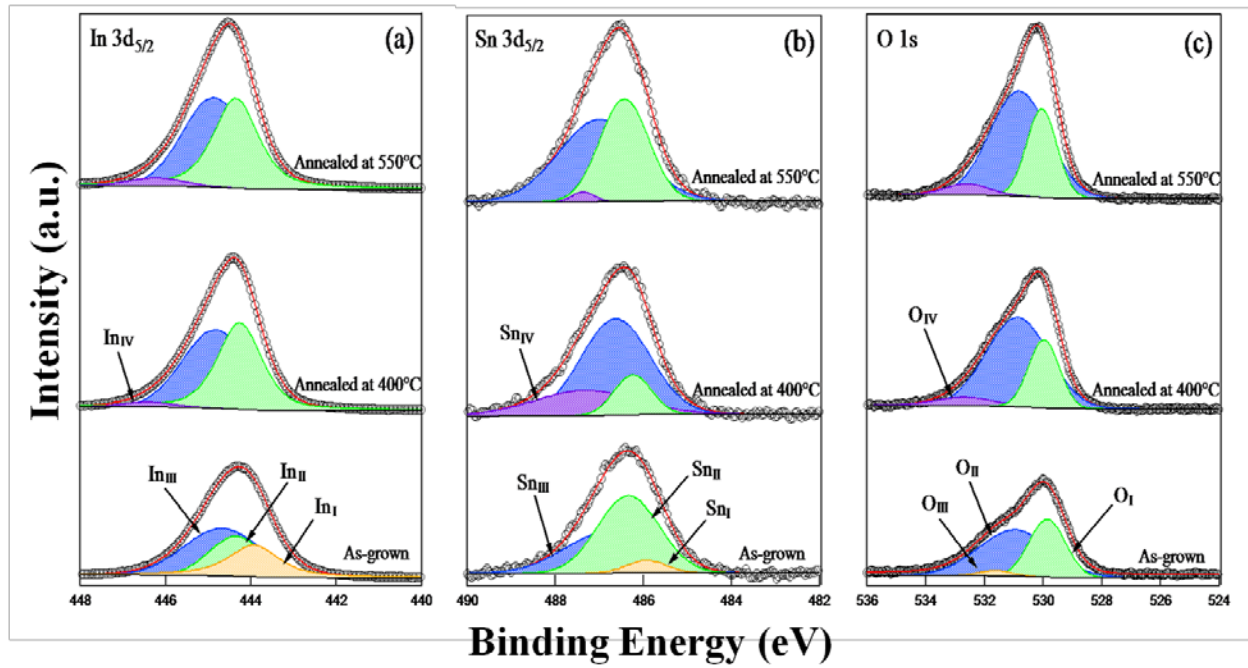 In 3d5/2
(a)
Annealed at 550°C
InIV
Annealed at 400°C
InIII
InII
InI
As-grown
448 446 444 442 440
Sn 3d5/2
(b)
Annealed at 550°C
SnIV
Annealed at 400°C
SnIII
SnII
SnI
As-grown
490 488 486 484 482
O 1s
(c)
Annealed at 550°C
OIV
Annealed at 400°C
OII
OIII
OI
As-grown
536 534 532 530 528 526 524
Intensity (a.u.)
Binding Energy (eV)